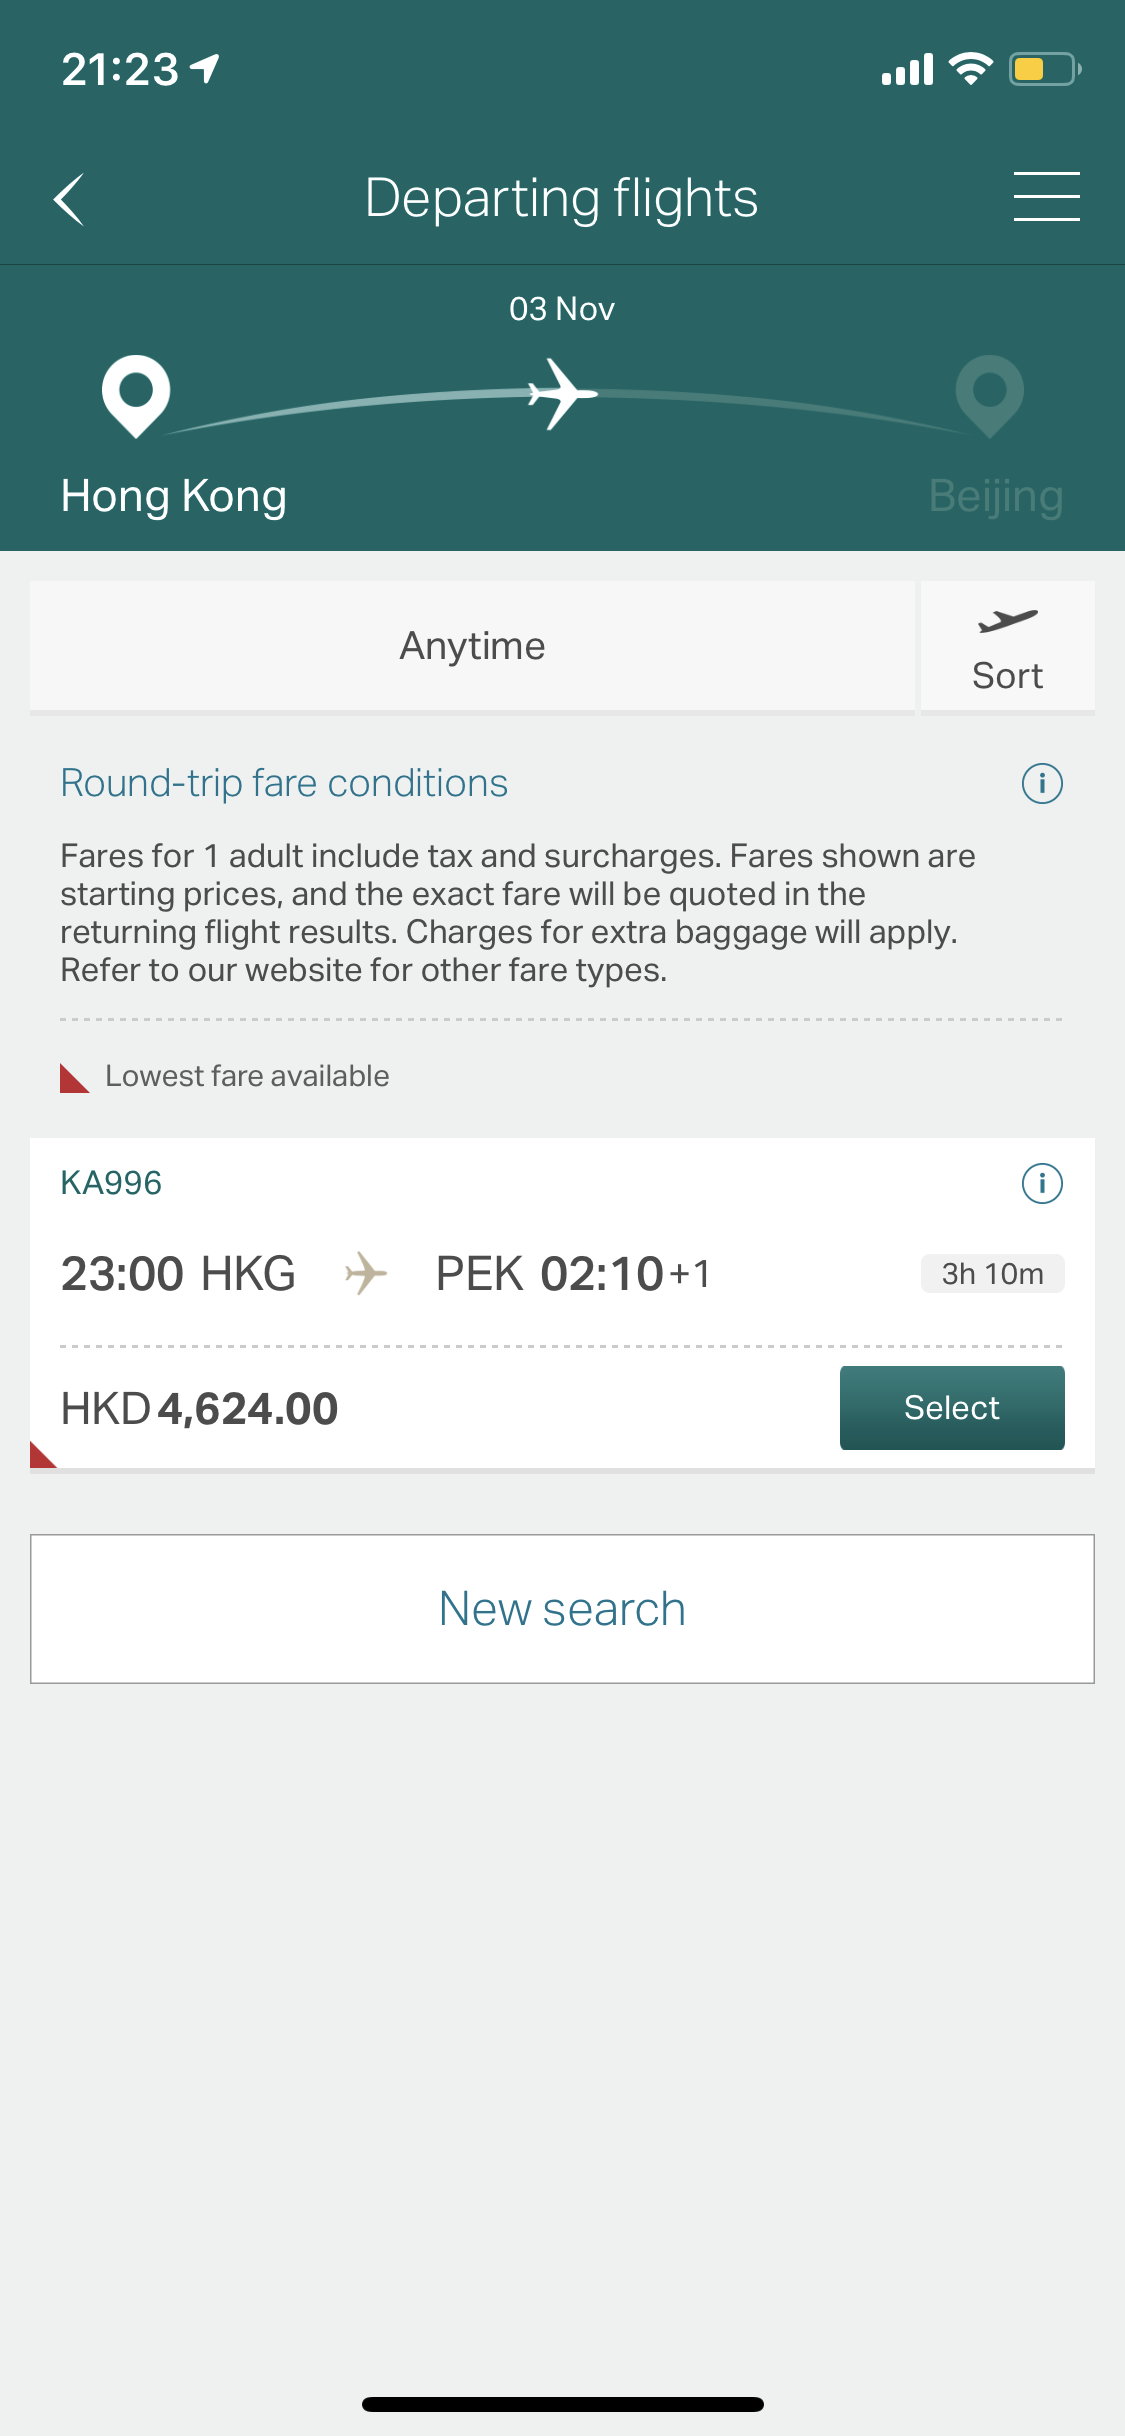 21:23
Departing flights
03 Nov
Hong Kong
Beijing
Anytime
Sort
Round-trip fare conditions
Fares for 1 adult include tax and surcharges. Fares shown are
starting prices, and the exact fare will be quoted in the
returning flight results. Charges for extra baggage will apply.
Refer to our website for other fare types.
Lowest fare available
KA996
23:00 HKG PEK 02:10+1 3h 10m
HKD 4,624.00 Select
New search